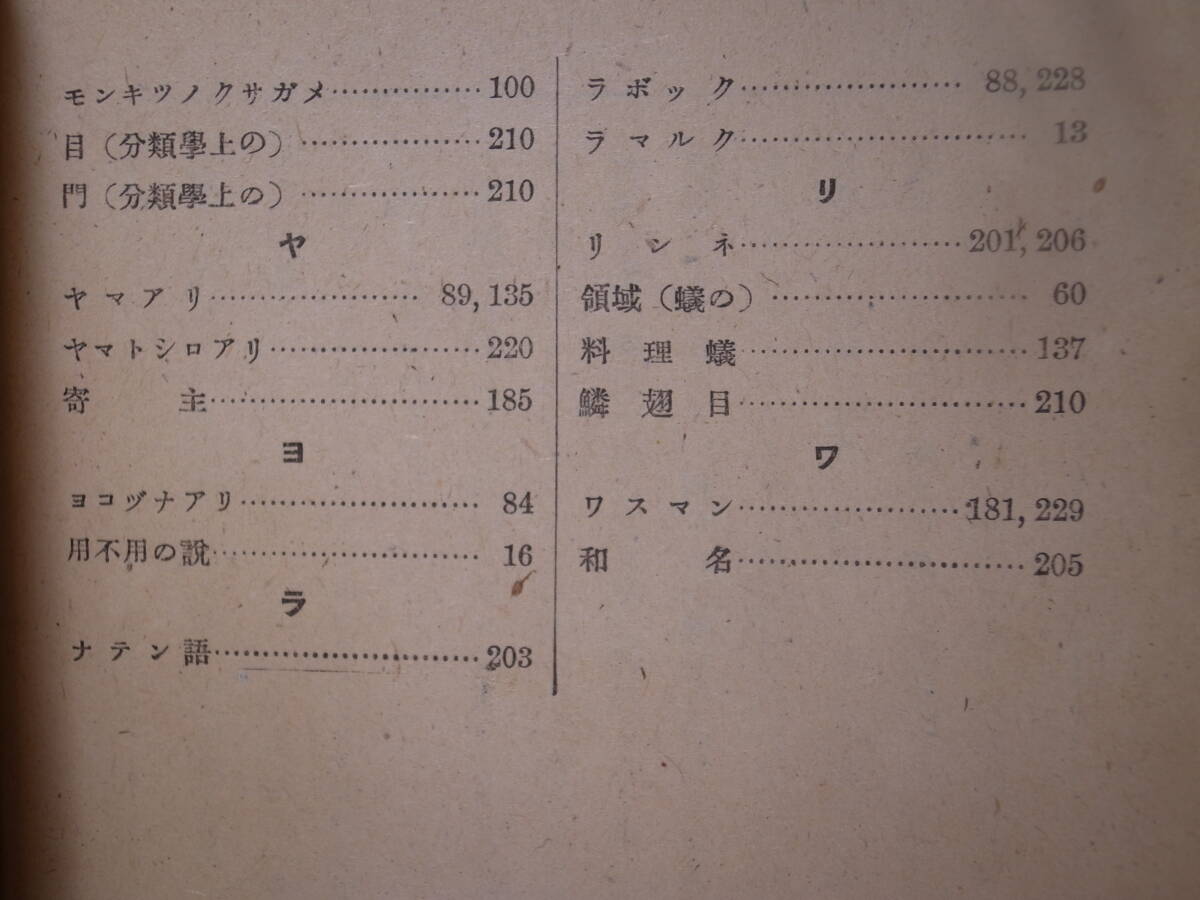 モンキツノクサガメ……………100
目(分類學上の)…………………210
門(分類學上の)…………………210
ヤ
ヤマアリ……………………89, 135
ヤマトシロアリ……………………220
寄主…………………………185
ヨ
ヨコヅナアリ………………………84
用不用の說…………………………16
ラ
ナテン語…………………………203
ラボック……………………88, 228
ラマルク……………………………13
リ
リンネ……………………201, 206
領域(蟻の)…………………………60
料理蟻……………………………137
鱗翅目……………………………210
ワ
ワスマン……………………181, 229
和名……………………………205